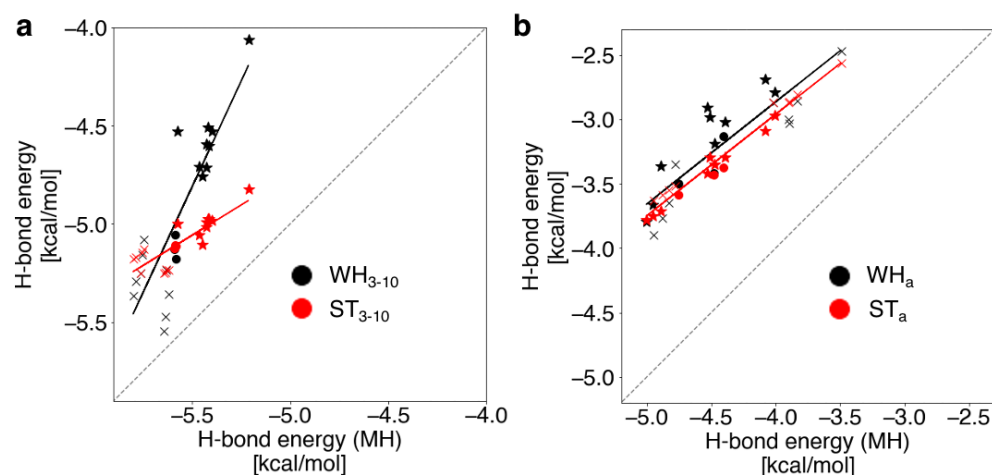 a
−4.0
−4.5
−5.0
−5.5
H-bond energy
[kcal/mol]
WH3-10
ST3-10
−5.5
−5.0
−4.0
H-bond energy (MH)
[kcal/mol]
b
−2.5
−3.0
−3.5
−4.0
−4.5
−5.0
H-bond energy
[kcal/mol]
WHa
STa
−5.0
−4.5
−4.0
−3.5
−3.0
−2.5
H-bond energy (MH)
[kcal/mol]